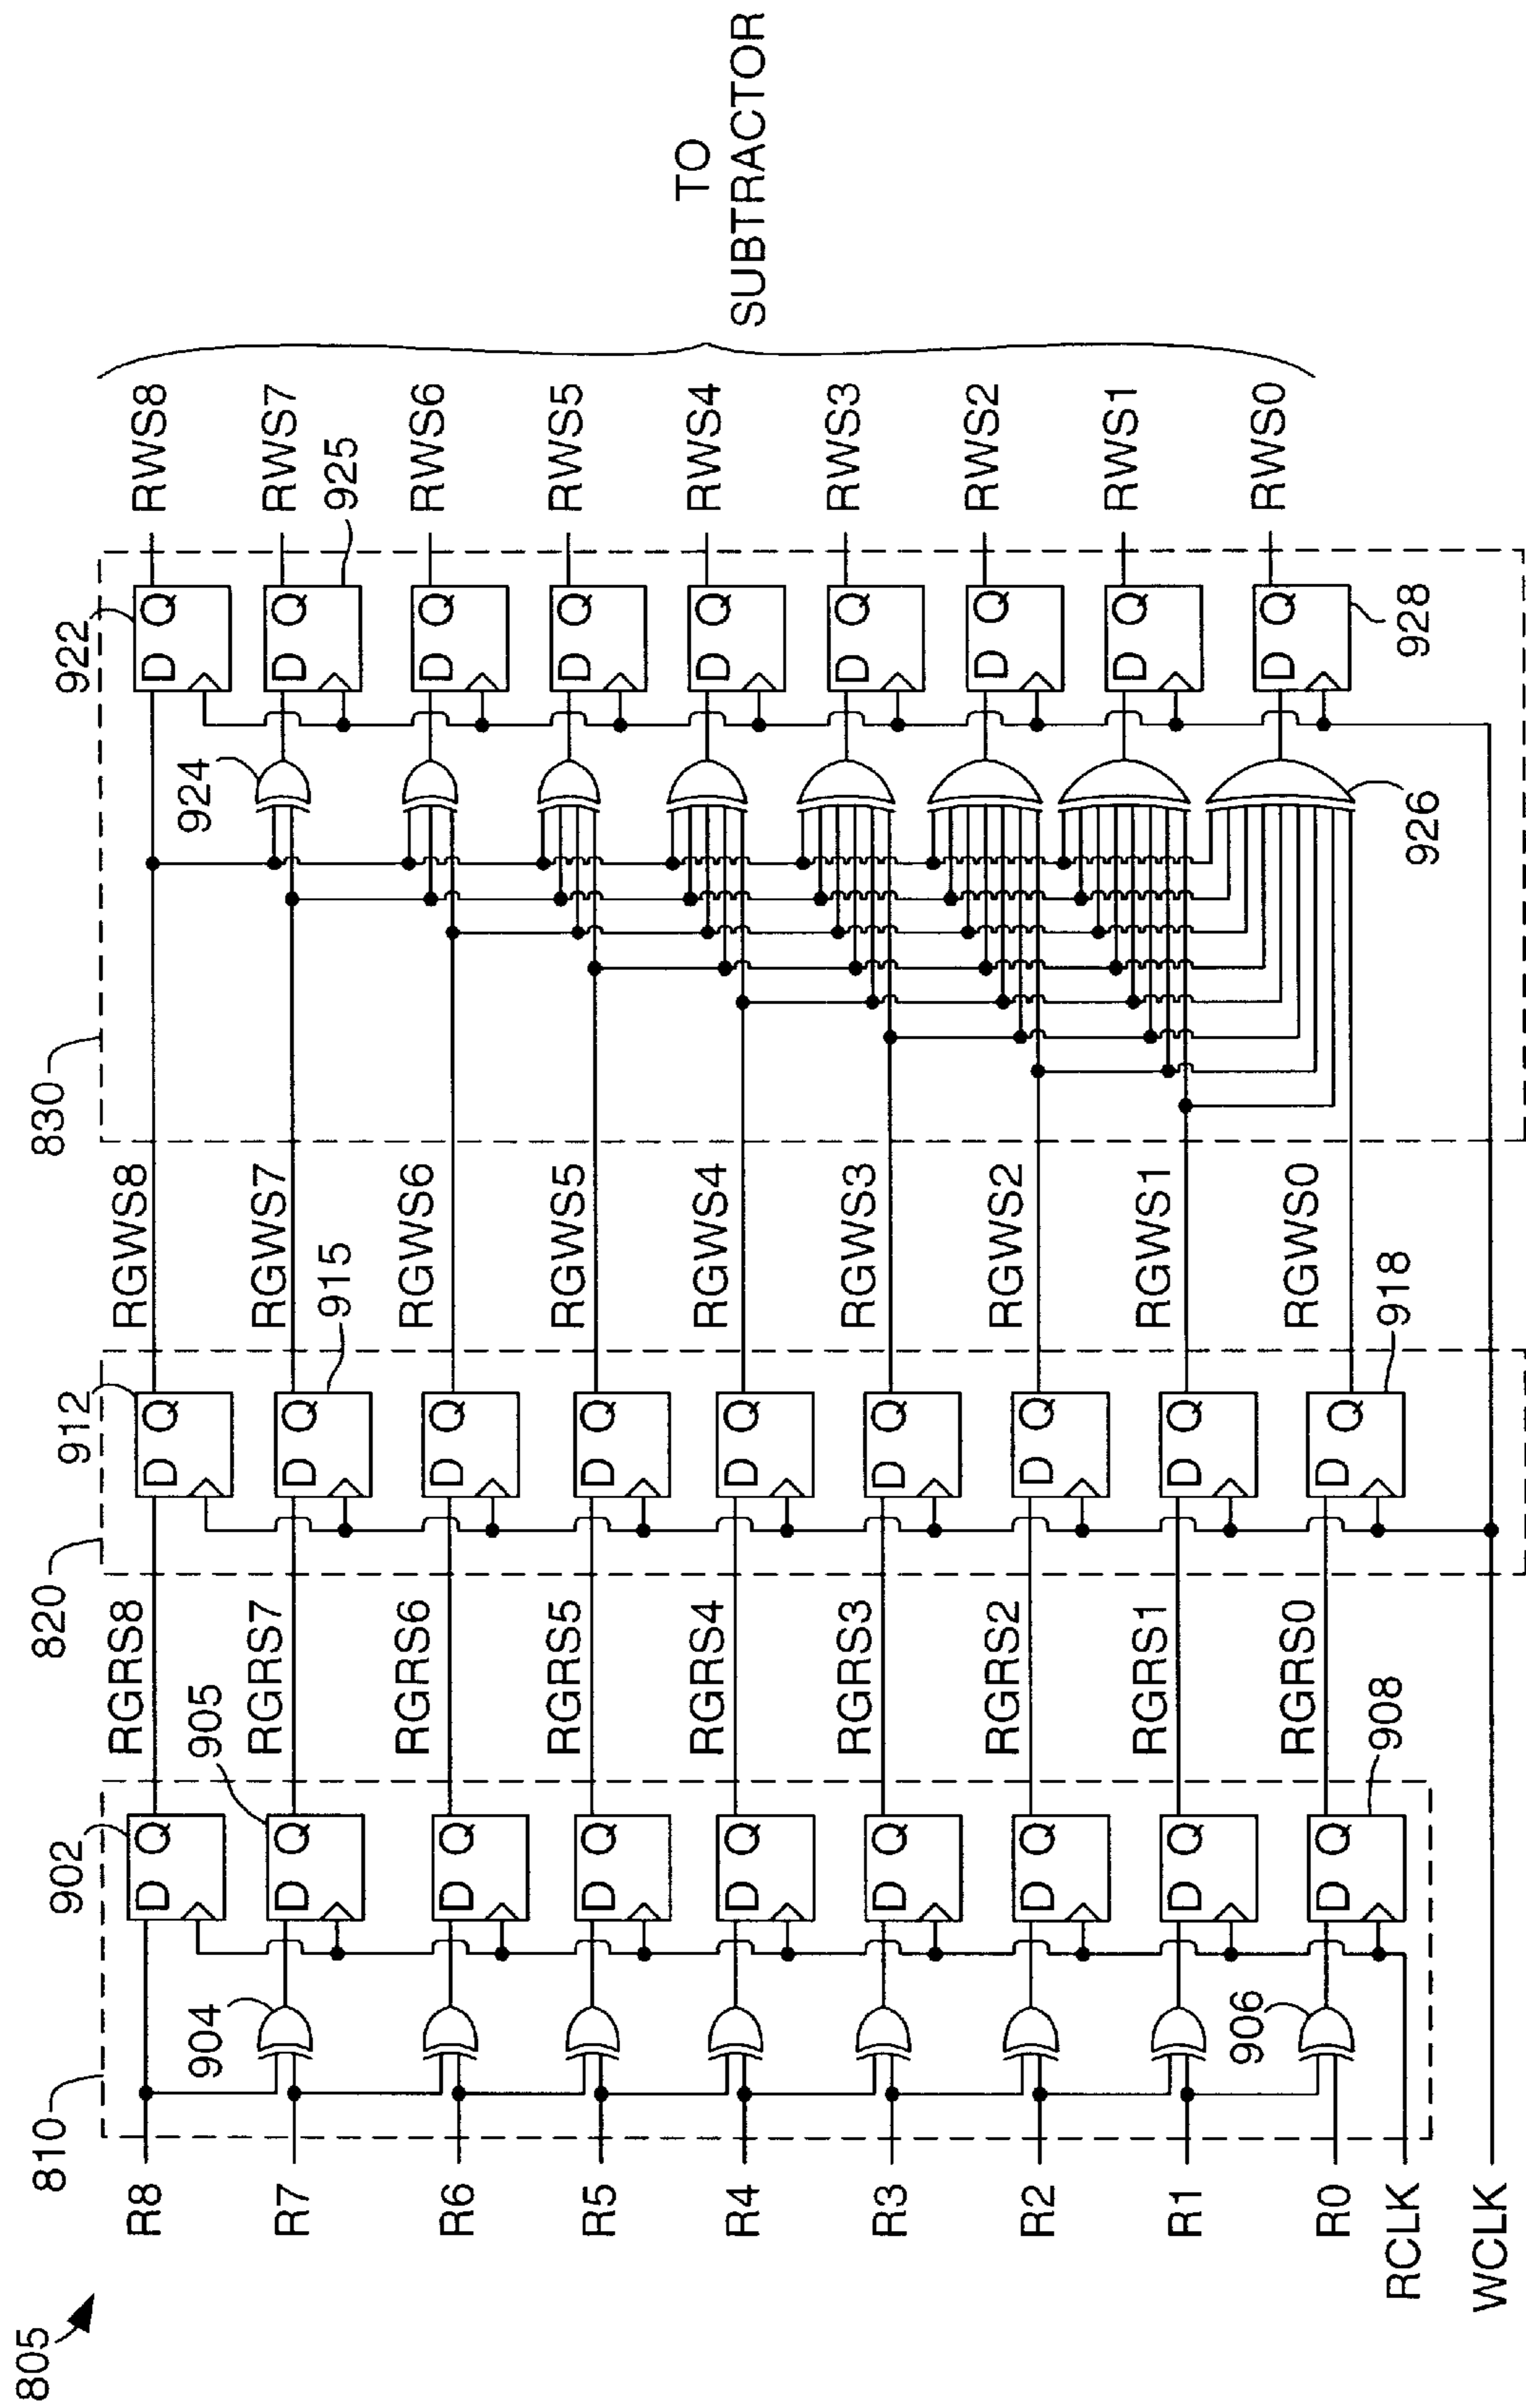 805
810
820
830
R8
R7
R6
R5
R4
R3
R2
R1
R0
RCLK
WCLK
904
906
902
D Q
905
D Q
D Q
D Q
D Q
D Q
D Q
D Q
D Q
908
RGRS8
RGRS7
RGRS6
RGRS5
RGRS4
RGRS3
RGRS2
RGRS1
RGRS0
912
D Q
D Q
915
D Q
D Q
D Q
D Q
D Q
D Q
D Q
918
RGWS8
RGWS7
RGWS6
RGWS5
RGWS4
RGWS3
RGWS2
RGWS1
RGWS0
924
926
922
D Q
D Q
925
D Q
D Q
D Q
D Q
D Q
D Q
D Q
928
RWS8
RWS7
RWS6
RWS5
RWS4
RWS3
RWS2
RWS1
RWS0
TO
SUBTRACTOR